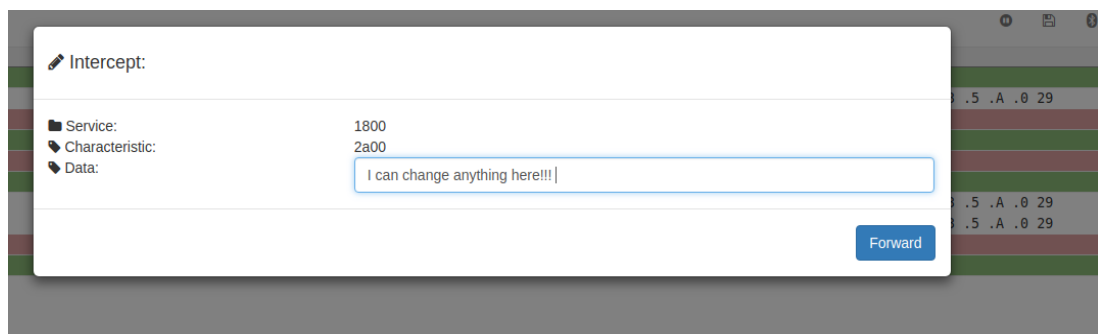 Intercept:
.5 .A .0 29
Service: 1800
Characteristic: 2a00
Data: I can change anything here!!!
.5 .A .0 29
.5 .A .0 29
Forward